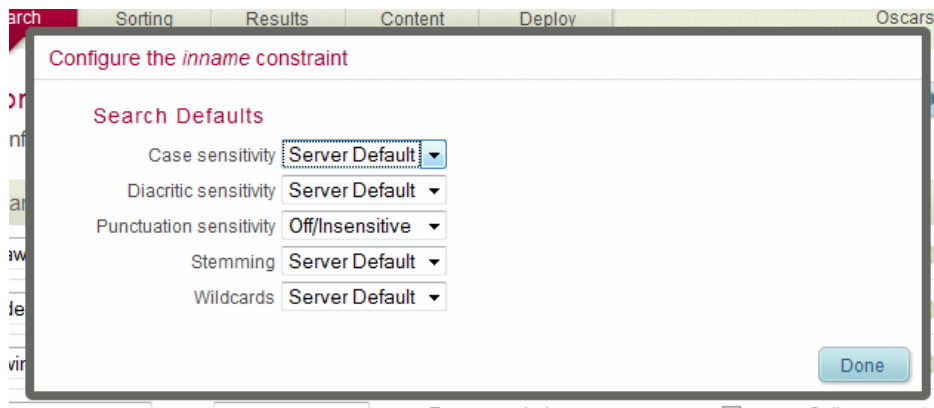 Sorting Results Content Deploy Oscars
Configure the inname constraint
Search Defaults
Case sensitivity Server Default
Diacritic sensitivity Server Default
Punctuation sensitivity Off/Insensitive
Stemming Server Default
Wildcards Server Default
Done